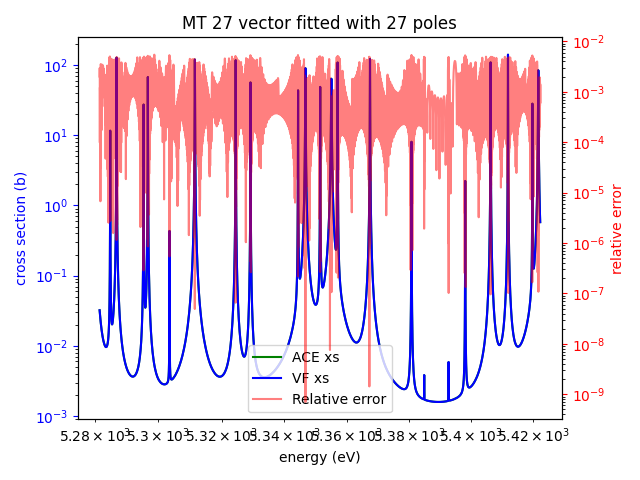 MT 27 vector fitted with 27 poles
10² 10¹ 10⁰ 10⁻¹ 10⁻² 10⁻³
cross section (b)
10⁻² 10⁻³ 10⁻⁴ 10⁻⁵ 10⁻⁶ 10⁻⁷ 10⁻⁸ 10⁻⁹
relative error
ACE xs
VF xs
Relative error
5.28 × 10³ 5.3 × 10³ 5.32 × 10³ 5.34 × 10³ 5.36 × 10³ 5.38 × 10³ 5.4 × 10³ 5.42 × 10³
energy (eV)